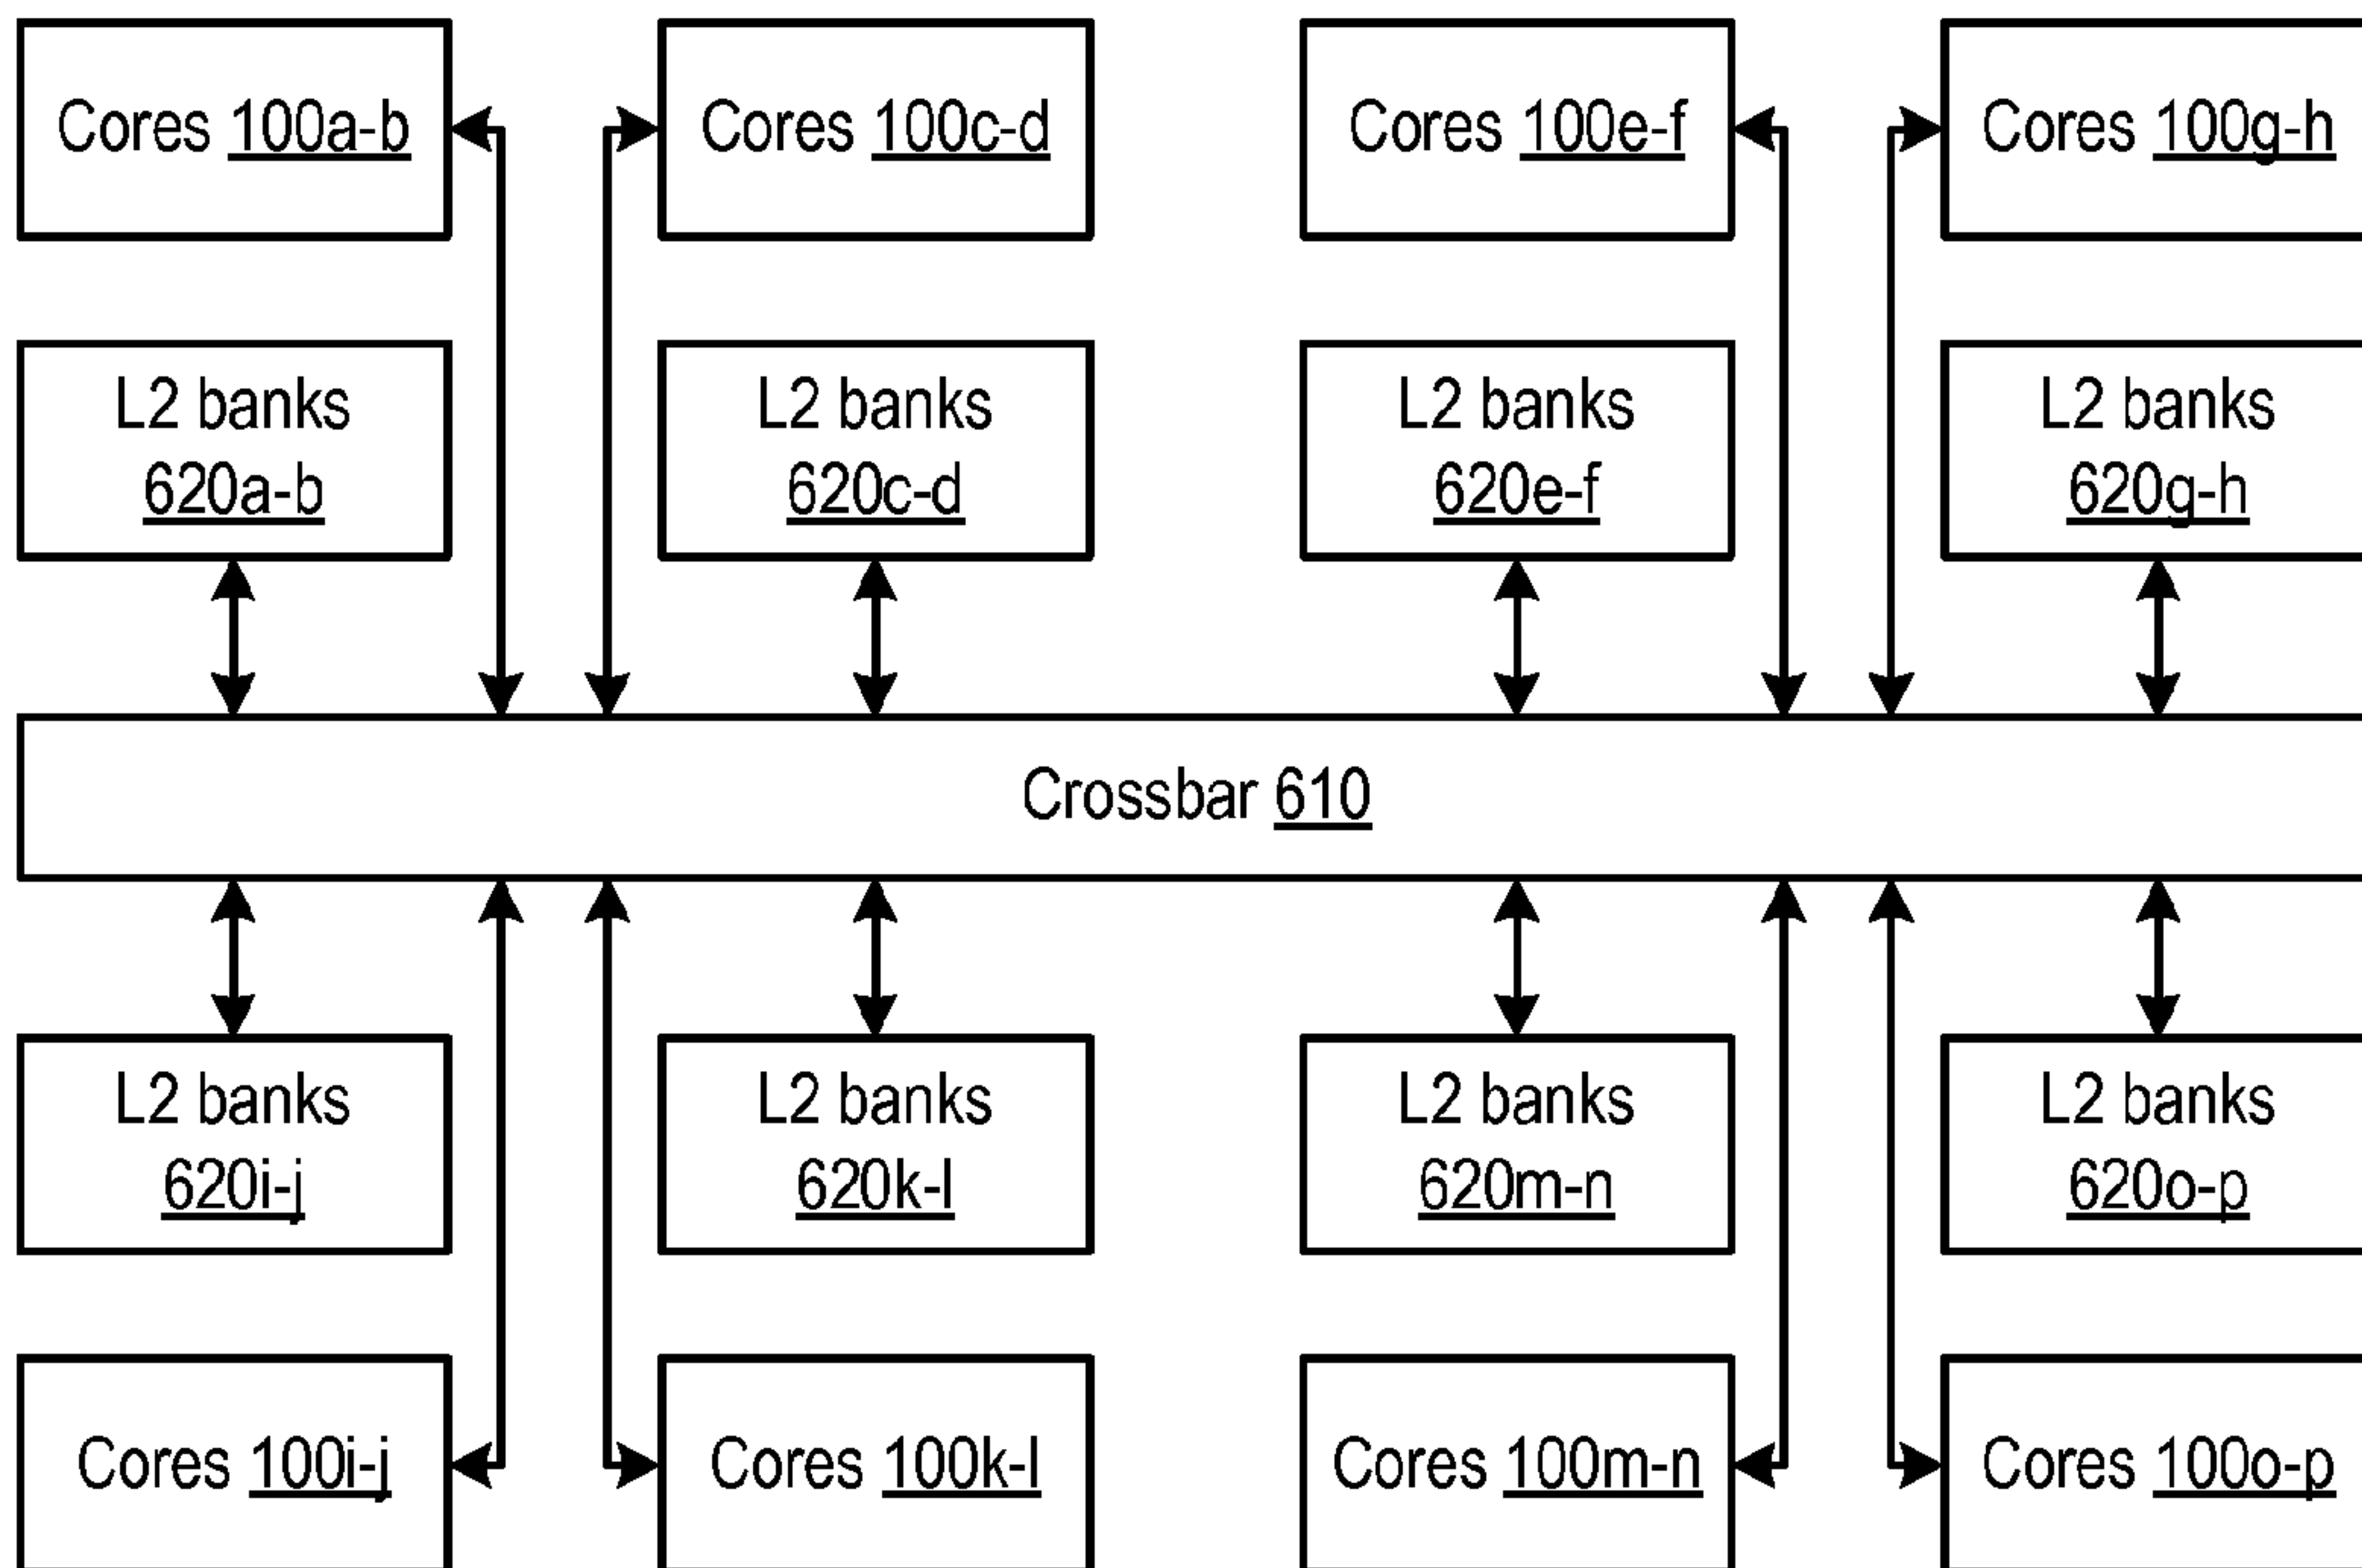 Cores 100a-b
Cores 100c-d
Cores 100e-f
Cores 100g-h
L2 banks
620a-b
L2 banks
620c-d
L2 banks
620e-f
L2 banks
620g-h
Crossbar 610
L2 banks
620i-j
L2 banks
620k-l
L2 banks
620m-n
L2 banks
620o-p
Cores 100i-j
Cores 100k-l
Cores 100m-n
Cores 100o-p